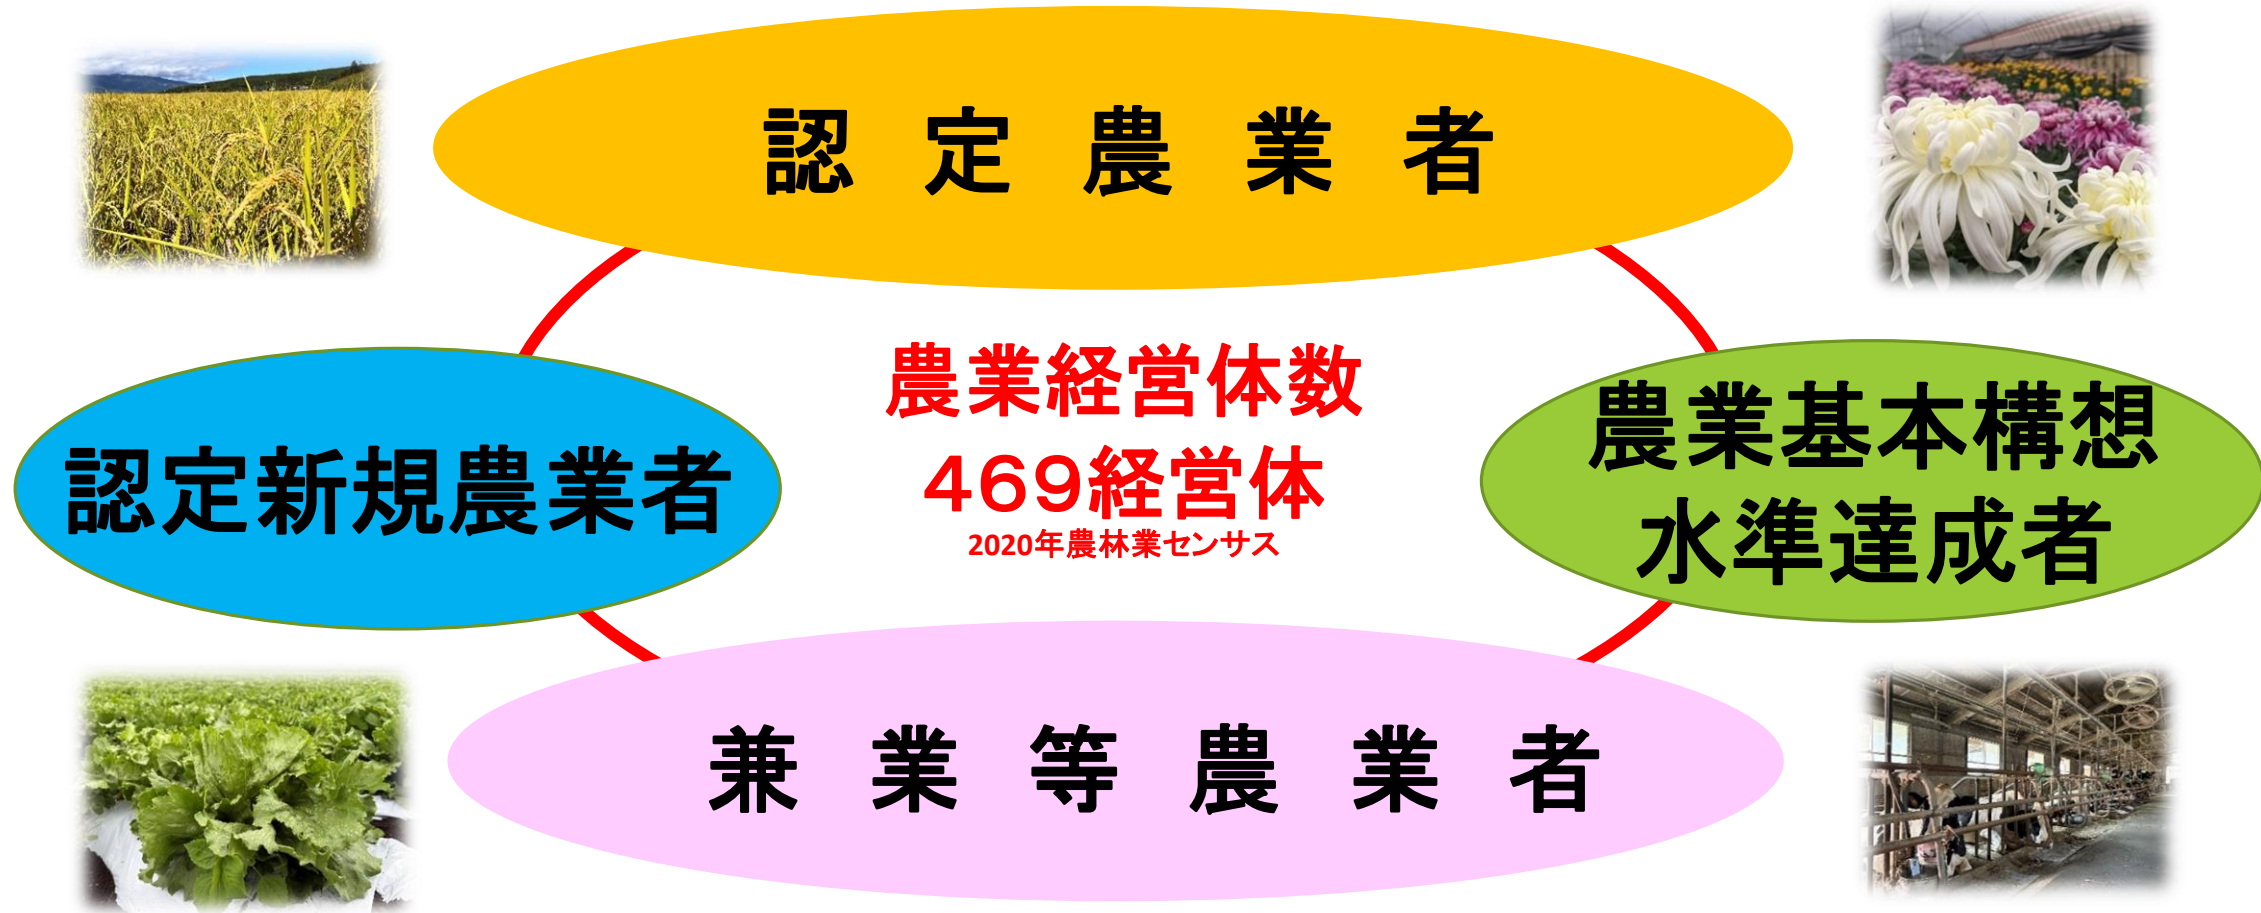 認定農業者
農業経営体数
469経営体
2020年農林業センサス
認定新規農業者
農業基本構想
水準達成者
兼業等農業者